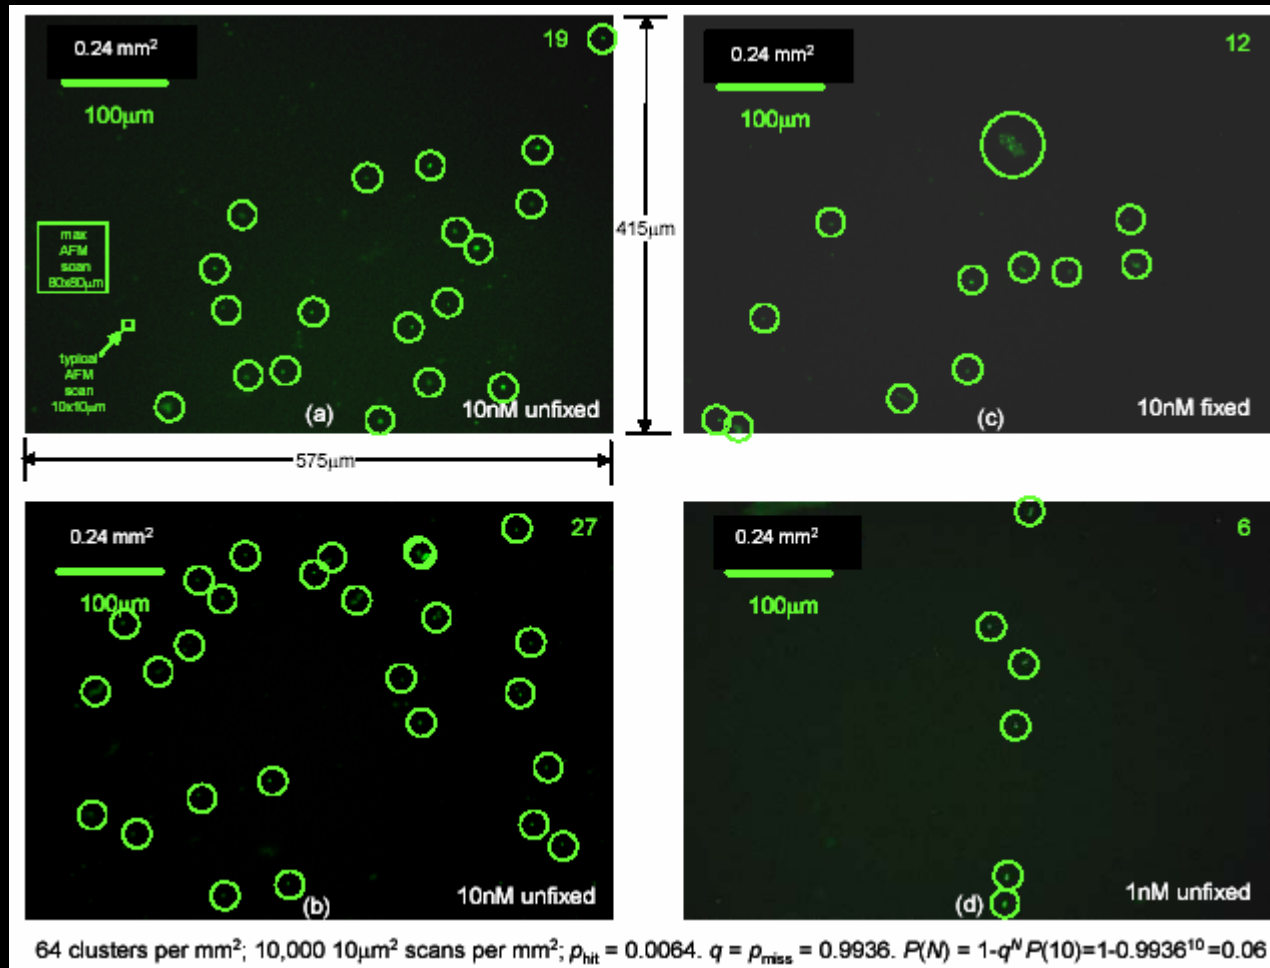 0.24 mm²
19
100μm
max
AFM
scan
80x80μm
typical
AFM
scan
10x10μm
(a)
10nM unfixed
415μm
575μm
0.24 mm²
12
100μm
(c)
10nM fixed
0.24 mm²
27
100μm
(b)
10nM unfixed
0.24 mm²
6
100μm
(d)
1nM unfixed
64 clusters per mm²; 10,000 10μm² scans per mm²; p_hit = 0.0064. q = p_miss = 0.9936. P(N) = 1-q^N P(10)=1-0.9936¹⁰=0.06